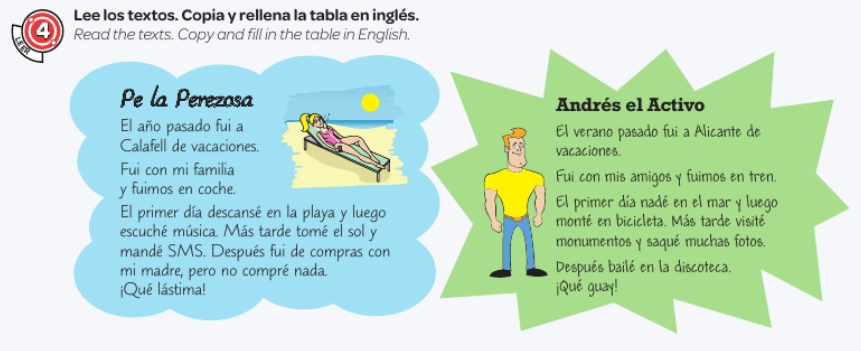 4
LEER
Lee los textos. Copia y rellena la tabla en inglés.
Read the texts. Copy and fill in the table in English.
Pe la Perezosa
El año pasado fui a
Calafell de vacaciones.
Fui con mi familia
y fuimos en coche.
El primer día descansé en la playa y luego
escuché música. Más tarde tomé el sol y
mandé SMS. Después fui de compras con
mi madre, pero no compré nada.
¡Qué lástima!
Andrés el Activo
El verano pasado fui a Alicante de
vacaciones.
Fui con mis amigos y fuimos en tren.
El primer día nadé en el mar y luego
monté en bicicleta. Más tarde visité
monumentos y saqué muchas fotos.
Después bailé en la discoteca.
¡Qué guay!